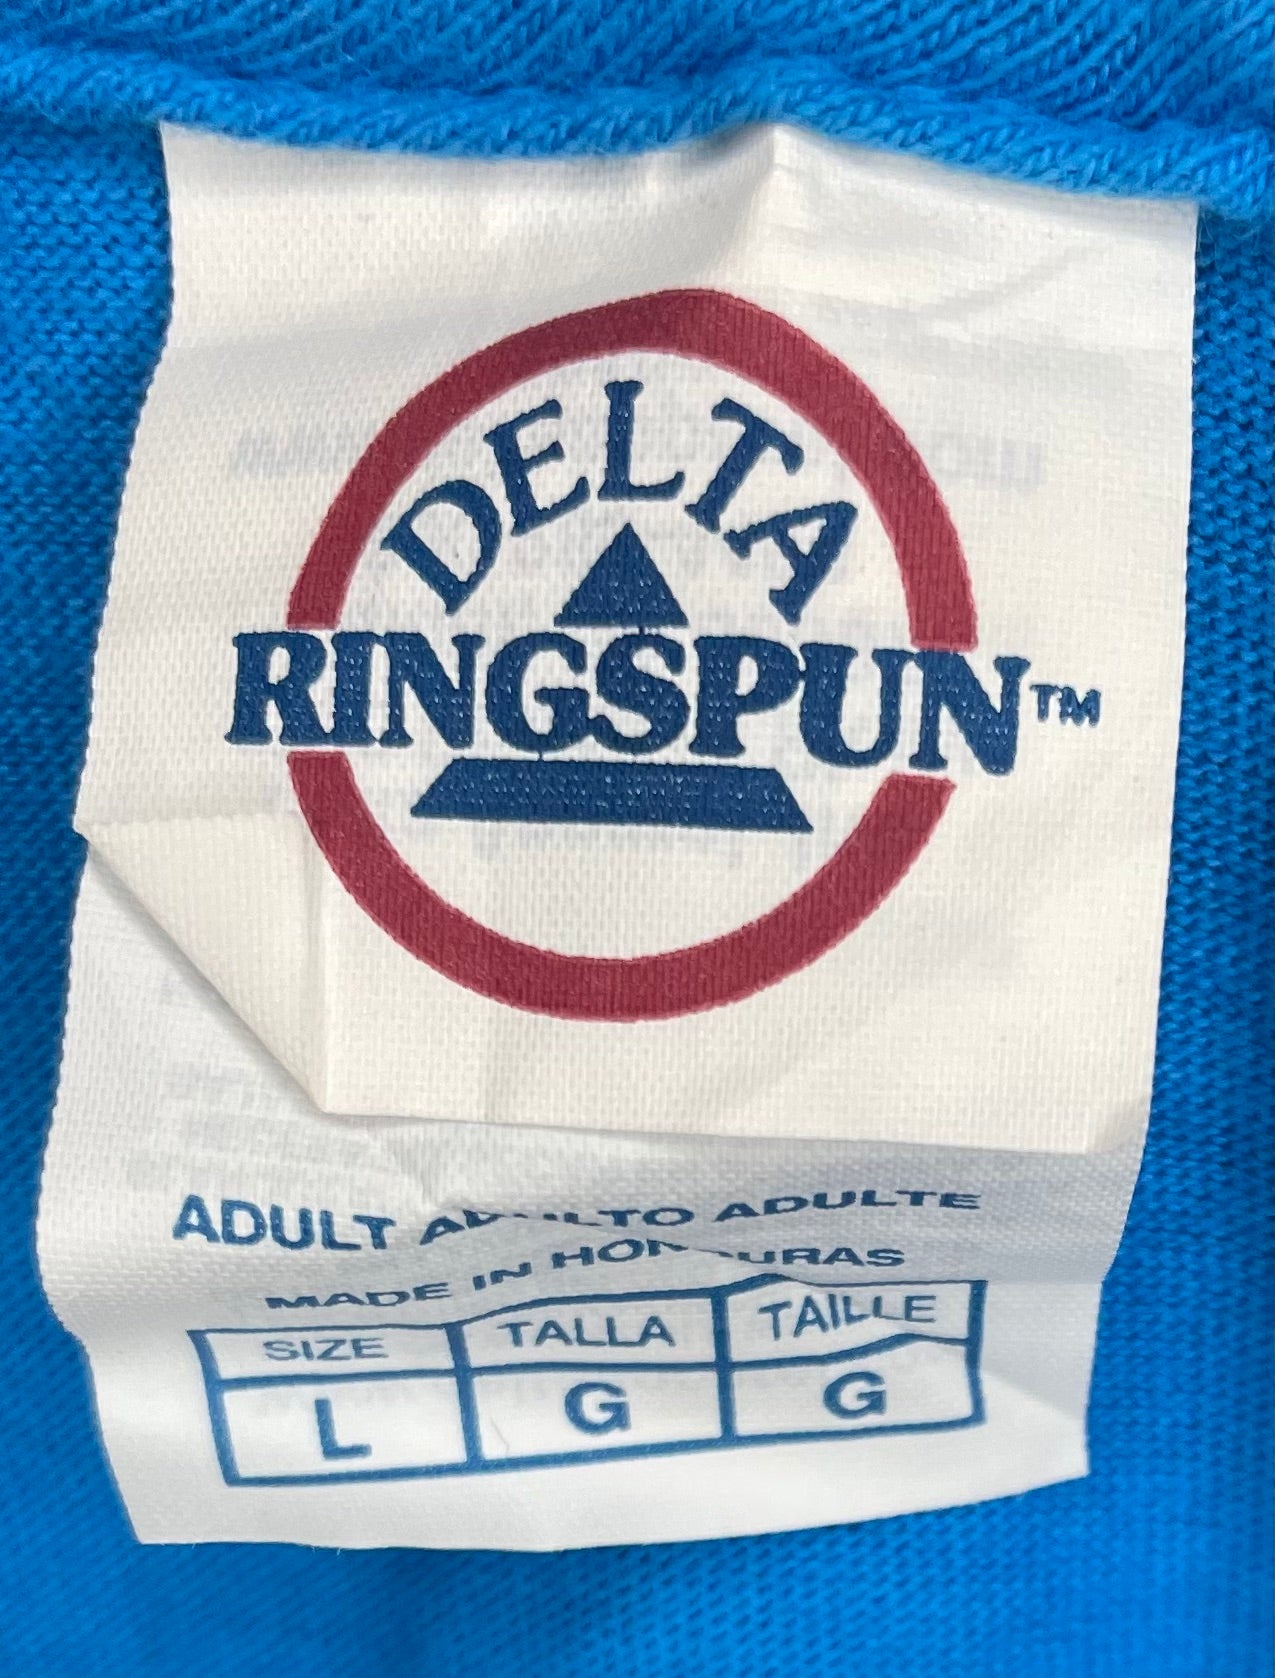 DELTA
RINGSPUN™
ADULT ADULTO ADULTE
MADE IN HONDURAS
SIZE TALLA TAILLE
L G G